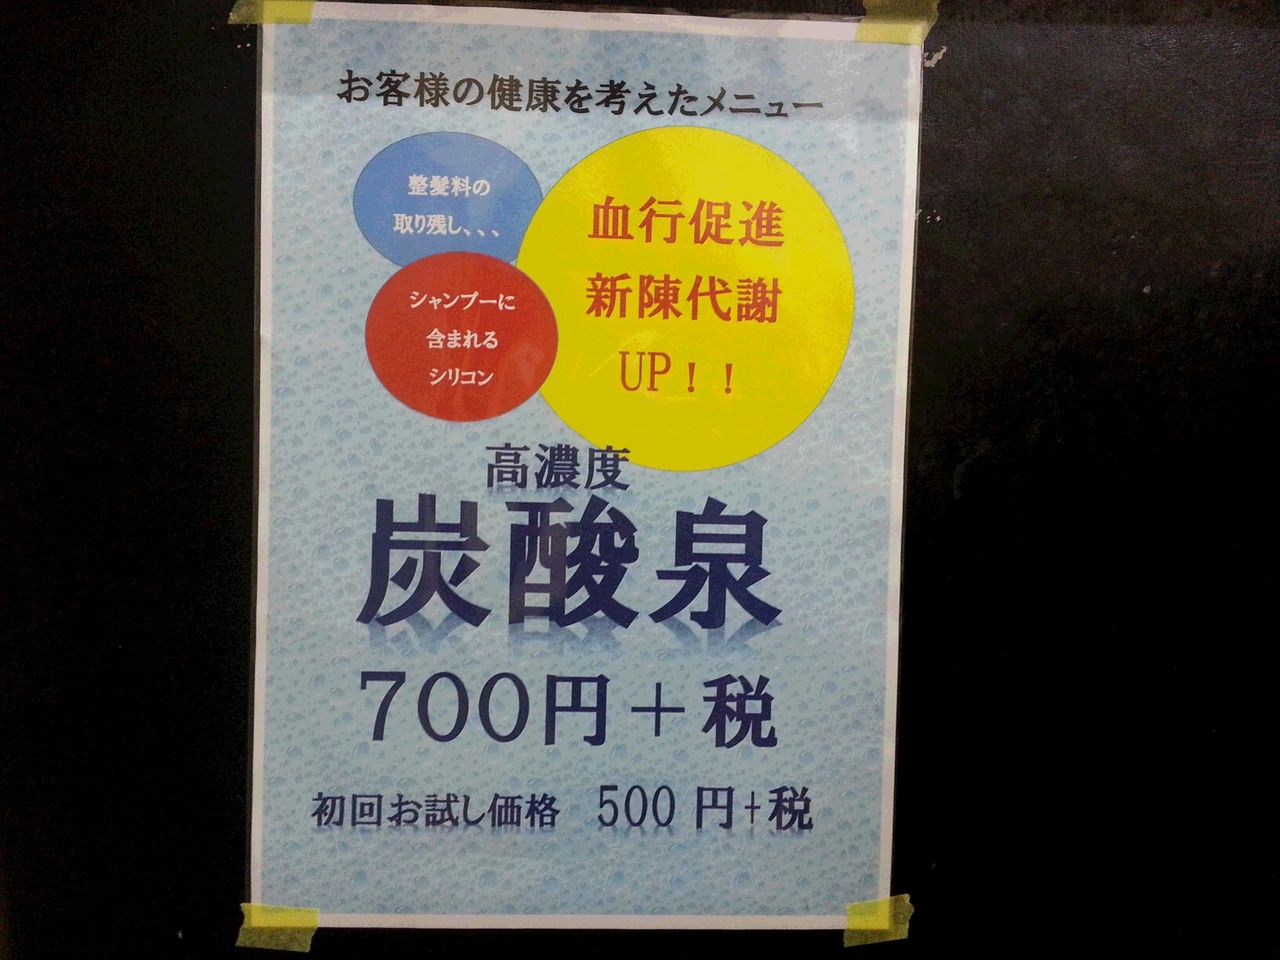 お客様の健康を考えたメニュー
整髪料の
取り残し、、、
シャンプーに
含まれる
シリコン
血行促進
新陳代謝
UP！！
高濃度
炭酸泉
700円＋税
初回お試し価格　500 円+税